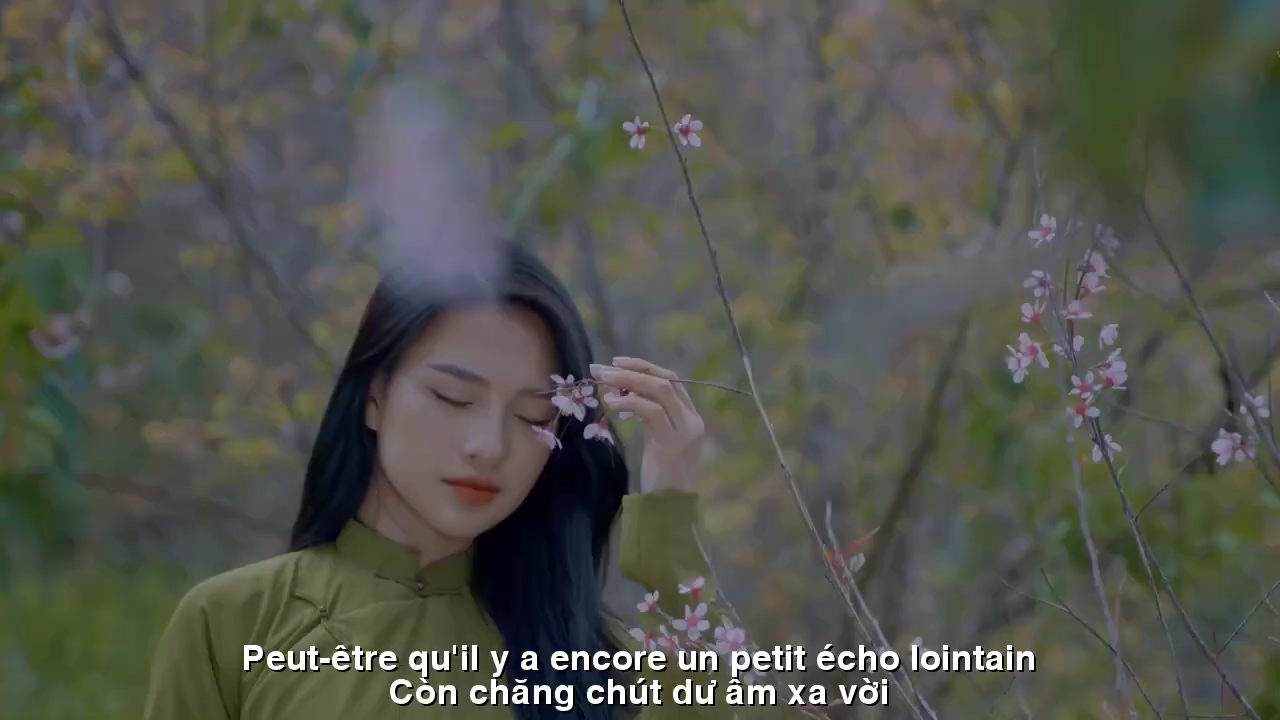 Peut-être qu'il y a encore un petit écho lointain
Còn chăng chút dư âm xa vời